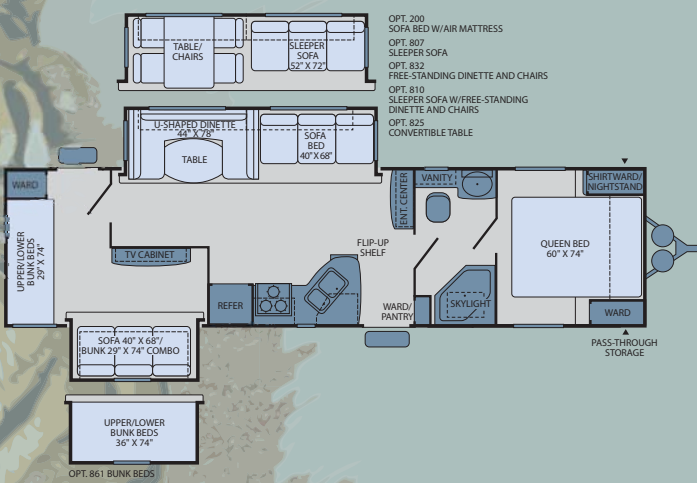 TABLE/
CHAIRS
SLEEPER
SOFA
52" X 72"
OPT. 200
SOFA BED W/AIR MATTRESS
OPT. 807
SLEEPER SOFA
OPT. 832
FREE-STANDING DINETTE AND CHAIRS
OPT. 810
SLEEPER SOFA W/FREE-STANDING
DINETTE AND CHAIRS
OPT. 825
CONVERTIBLE TABLE
U-SHAPED DINETTE
44" X 78"
TABLE
SOFA
BED
40" X 68"
WARD
UPPER/LOWER
BUNK BEDS
29" X 74"
TV CABINET
ENT. CENTER
VANITY
SHIRTWARD/
NIGHTSTAND
FLIP-UP
SHELF
QUEEN BED
60" X 74"
REFER
WARD/
PANTRY
SKYLIGHT
WARD
PASS-THROUGH
STORAGE
SOFA 40" X 68"/
BUNK 29" X 74" COMBO
UPPER/LOWER
BUNK BEDS
36" X 74"
OPT. 861 BUNK BEDS